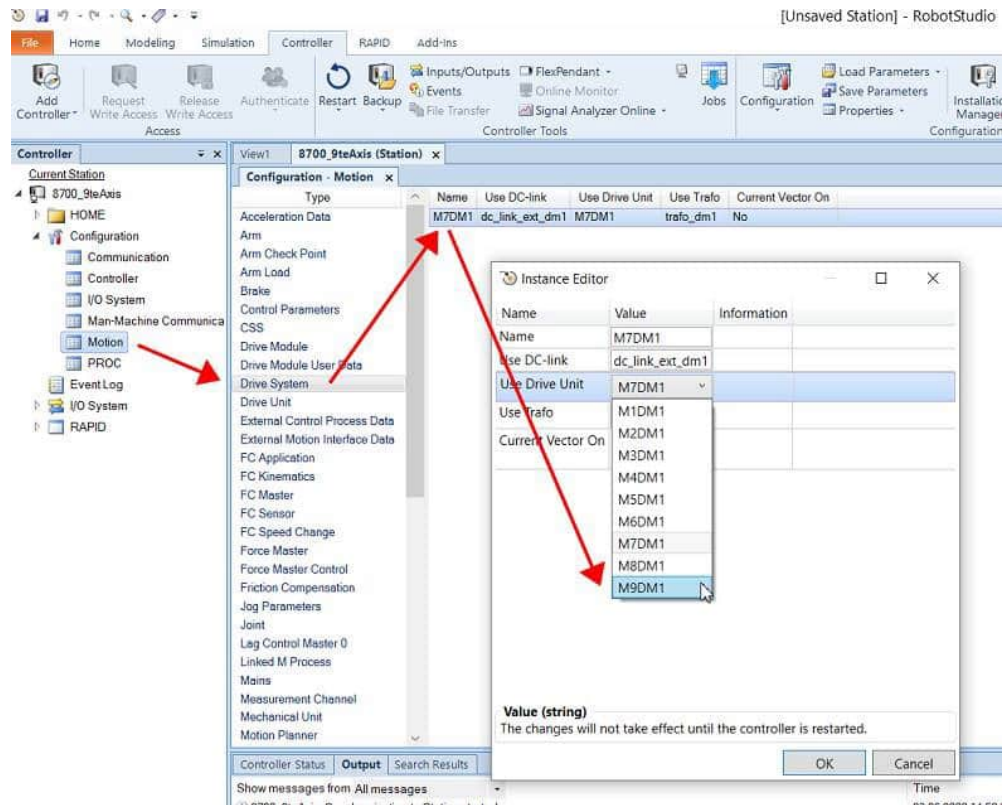 [Unsaved Station] - RobotStudio
File Home Modeling Simulation Controller RAPID Add-Ins
Add Controller
Request Write Access
Release Write Access
Authenticate
Restart
Backup
Inputs/Outputs
Events
File Transfer
FlexPendant
Online Monitor
Signal Analyzer Online
Jobs
Configuration
Load Parameters
Save Parameters
Properties
Access
Controller Tools
Configuration
Controller
View1
8700_9teAxis (Station)
Current Station
8700_9teAxis
HOME
Configuration
Communication
Controller
I/O System
Man-Machine Communica
Motion
PROC
Event Log
I/O System
RAPID
Configuration - Motion
Type
Acceleration Data
Arm
Arm Check Point
Arm Load
Brake
Control Parameters
CSS
Drive Module
Drive Module User Data
Drive System
Drive Unit
External Control Process Data
External Motion Interface Data
FC Application
FC Kinematics
FC Master
FC Sensor
FC Speed Change
Force Master
Force Master Control
Friction Compensation
Jog Parameters
Joint
Lag Control Master 0
Linked M Process
Mains
Measurement Channel
Mechanical Unit
Motion Planner
Name Use DC-link Use Drive Unit Use Trafo Current Vector On
M7DM1 dc_link_ext_dm1 M7DM1 trafo_dm1 No
Instance Editor
Name Value Information
Name M7DM1
Use DC-link dc_link_ext_dm1
Use Drive Unit M7DM1
Use Trafo
Current Vector On
M1DM1
M2DM1
M3DM1
M4DM1
M5DM1
M6DM1
M7DM1
M8DM1
M9DM1
Value (string)
The changes will not take effect until the controller is restarted.
OK Cancel
Controller Status Output Search Results
Show messages from All messages
Time